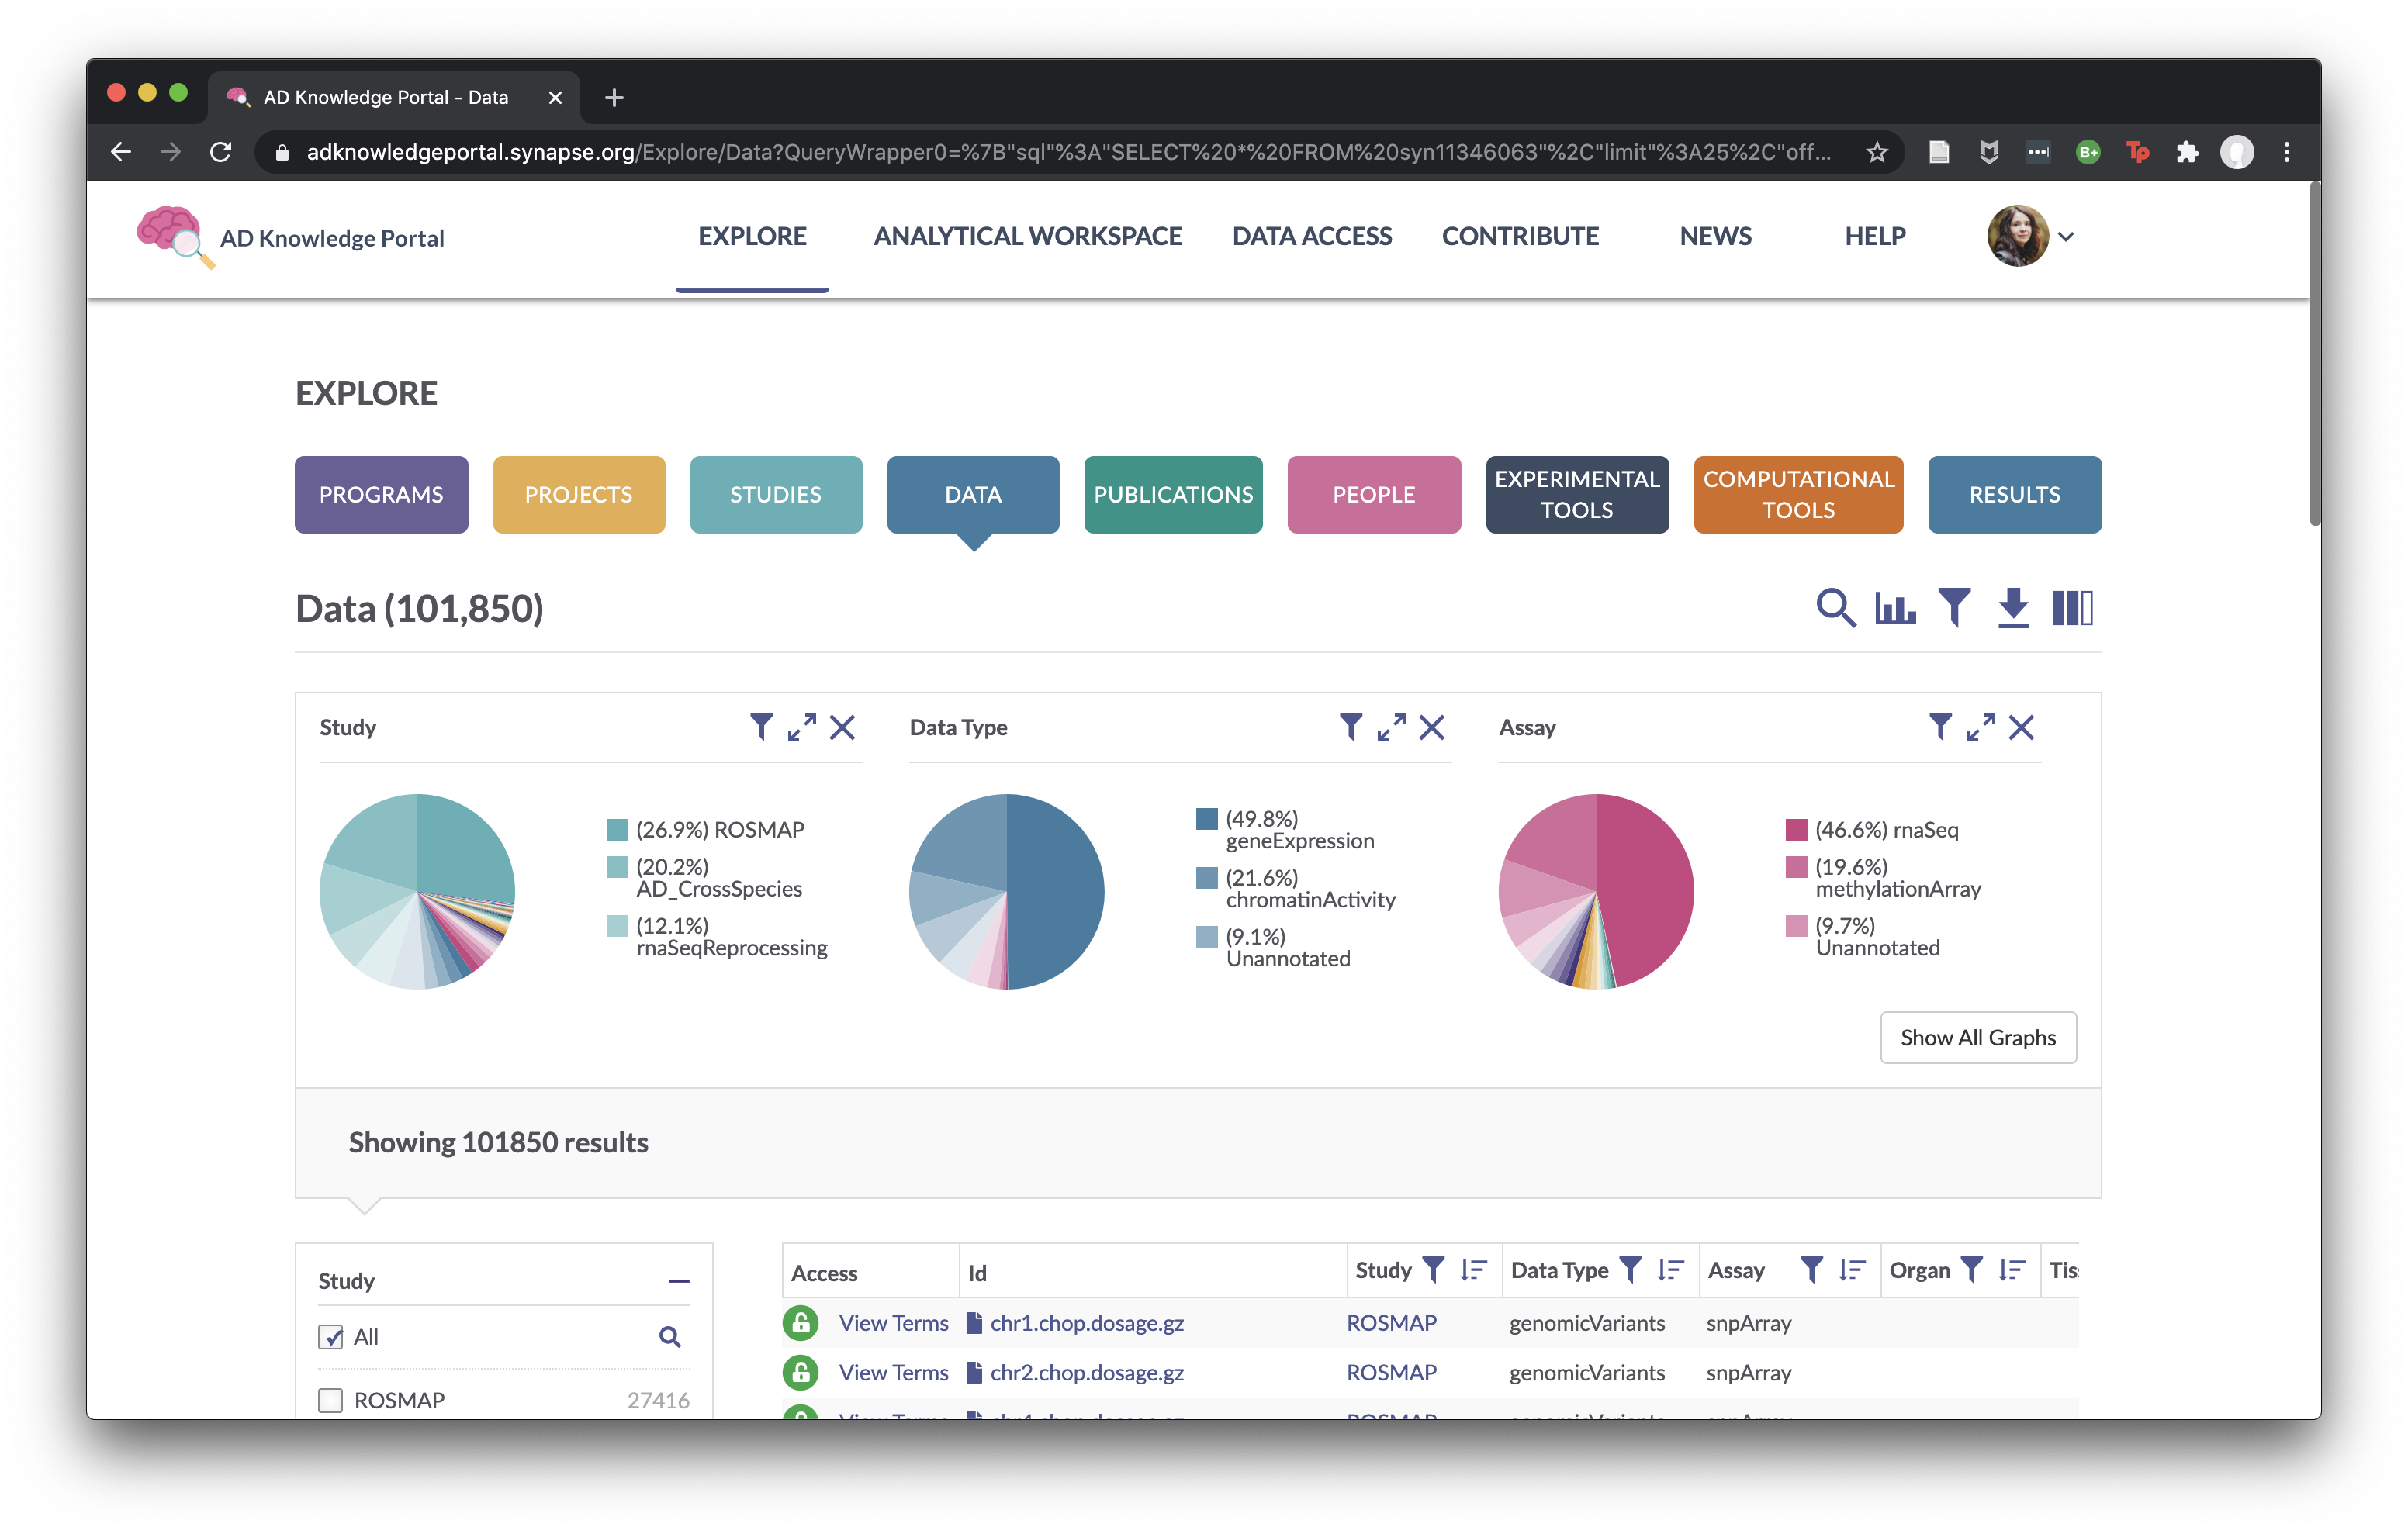 AD Knowledge Portal - Data
adknowledgeportal.synapse.org/Explore/Data?QueryWrapper0=%7B"sql"%3A"SELECT%20*%20FROM%20syn11346063"%2C"limit"%3A25%2C"off...
B+
Tp
AD Knowledge Portal
EXPLORE
ANALYTICAL WORKSPACE
DATA ACCESS
CONTRIBUTE
NEWS
HELP
EXPLORE
PROGRAMS
PROJECTS
STUDIES
DATA
PUBLICATIONS
PEOPLE
EXPERIMENTAL
TOOLS
COMPUTATIONAL
TOOLS
RESULTS
Data (101,850)
Study
(26.9%) ROSMAP
(20.2%)
AD_CrossSpecies
(12.1%)
rnaSeqReprocessing
Data Type
(49.8%)
geneExpression
(21.6%)
chromatinActivity
(9.1%)
Unannotated
Assay
(46.6%) rnaSeq
(19.6%)
methylationArray
(9.7%)
Unannotated
Show All Graphs
Showing 101850 results
Study
All
ROSMAP 27416
Access Id Study Data Type Assay Organ
View Terms chr1.chop.dosage.gz ROSMAP genomicVariants snpArray
View Terms chr2.chop.dosage.gz ROSMAP genomicVariants snpArray